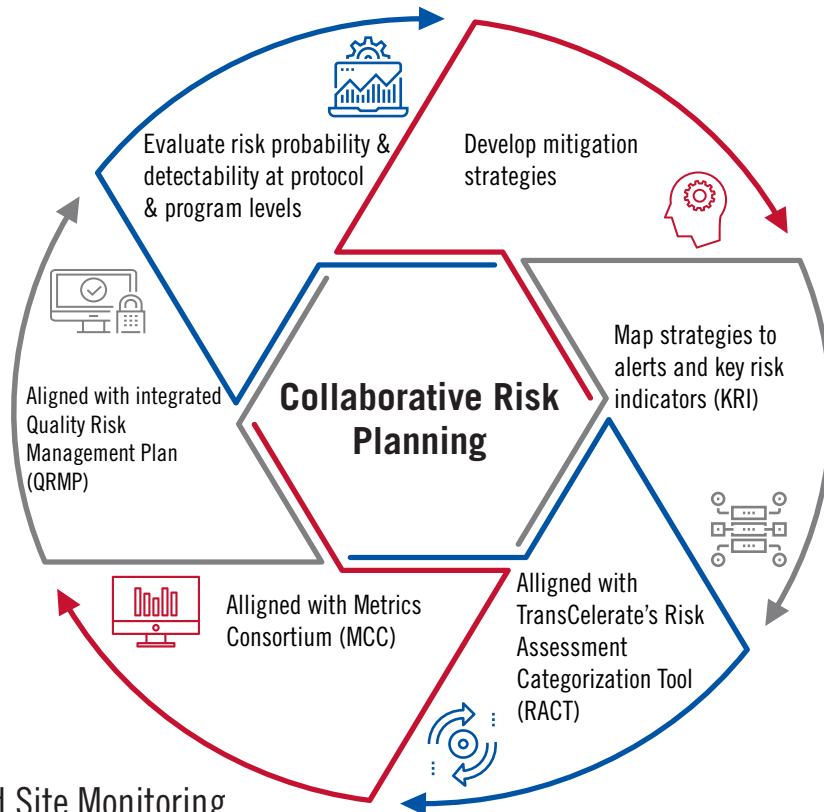 Evaluate risk probability &
detectability at protocol
& program levels
Develop mitigation
strategies
Map strategies to
alerts and key risk
indicators (KRI)
Alligned with
TransCelerate's Risk
Assessment
Categorization Tool
(RACT)
Alligned with Metrics
Consortium (MCC)
Aligned with integrated
Quality Risk
Management Plan
(QRMP)
Collaborative Risk
Planning
Site Monitoring